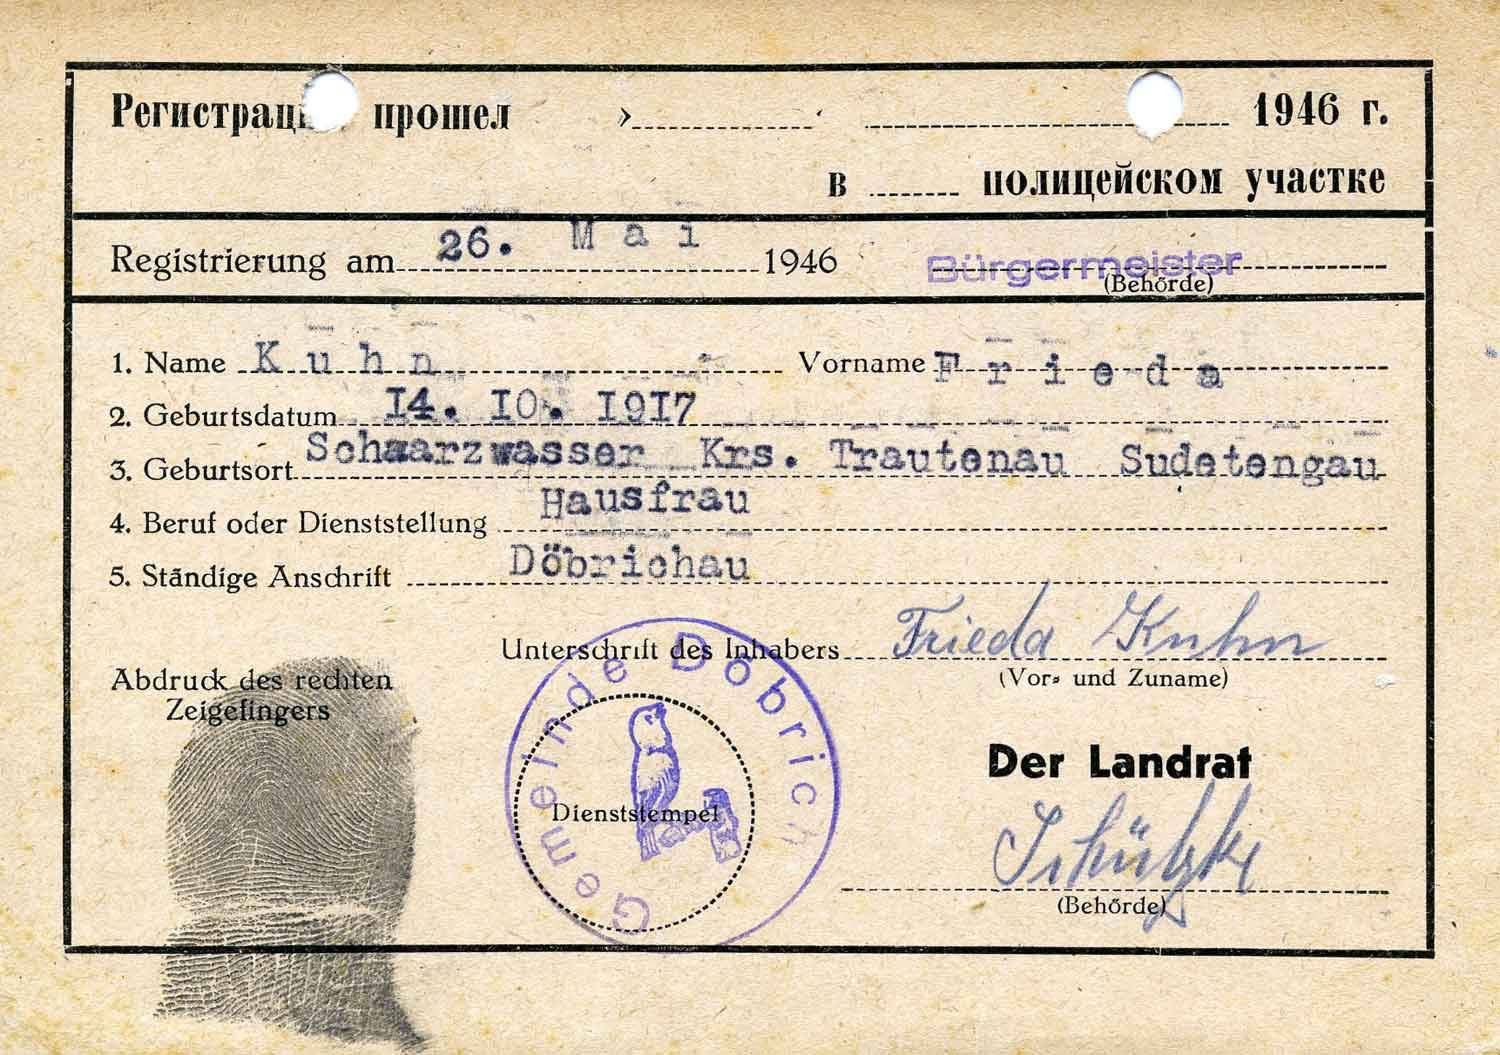 Регистраци прошел › ‹ 1946 г.
в полицейском участке
Registrierung am 26. Mai 1946 Bürgermeister
(Behörde)
1. Name Kuhn Vorname Frieda
2. Geburtsdatum 14. 10. 1917
3. Geburtsort Schwarzwasser Krs. Trautenau Sudetengau
4. Beruf oder Dienststellung Hausfrau
5. Ständige Anschrift Döbrichau
Unterschrift des Inhabers Frieda Kuhn
(Vor- und Zuname)
Abdruck des rechten
Zeigefingers
Gemeinde Döbrich
Dienststempel
Der Landrat
Schützke
(Behörde)